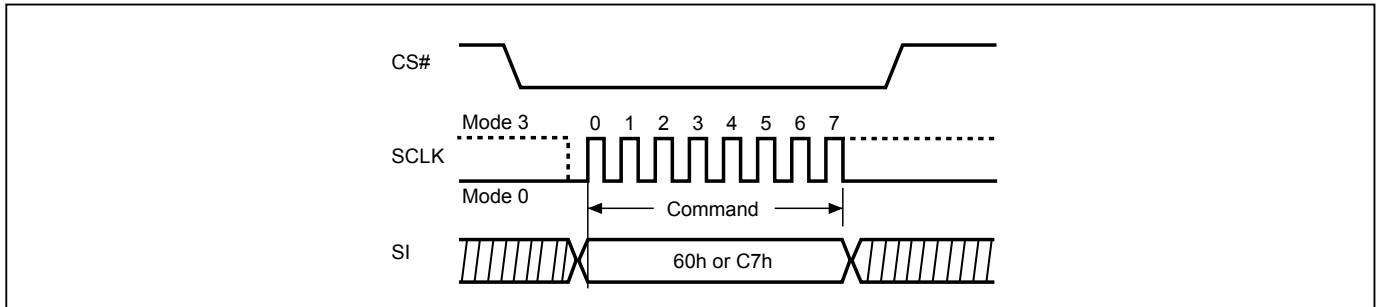 CS#
Mode 3
0 1 2 3 4 5 6 7
SCLK
Mode 0
Command
SI
60h or C7h